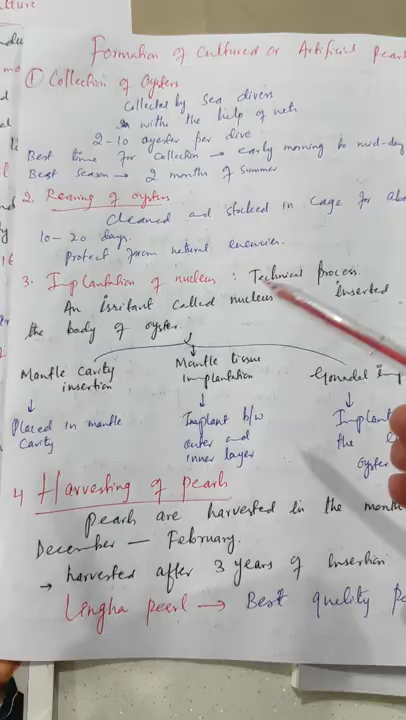 Formation of Cultured or Artificial pearl
① Collection of Oysters
Collected by sea divers
with the help of nets
2-10 oyester per dive
Best time for collection → early morning to mid-day
Best season → 2 months of summer
2. Rearing of oysters
Cleaned and stocked in cage for
10-20 days.
Protect from natural enemies.
3. Implantation of nucleus : Technical Process.
An irritant called nucleus inserted
the body of oyster.
Mantle cavity insertion
↓
Placed in mantle cavity
Mantle tissue implantation
↓
Implant b/w outer and inner layer
Gonadal
↓
Implant
the
oyster
4 Harvesting of pearls
pearls are harvested in the month
December — February.
→ harvested after 3 years of insertion
Lingha pearl → Best quality